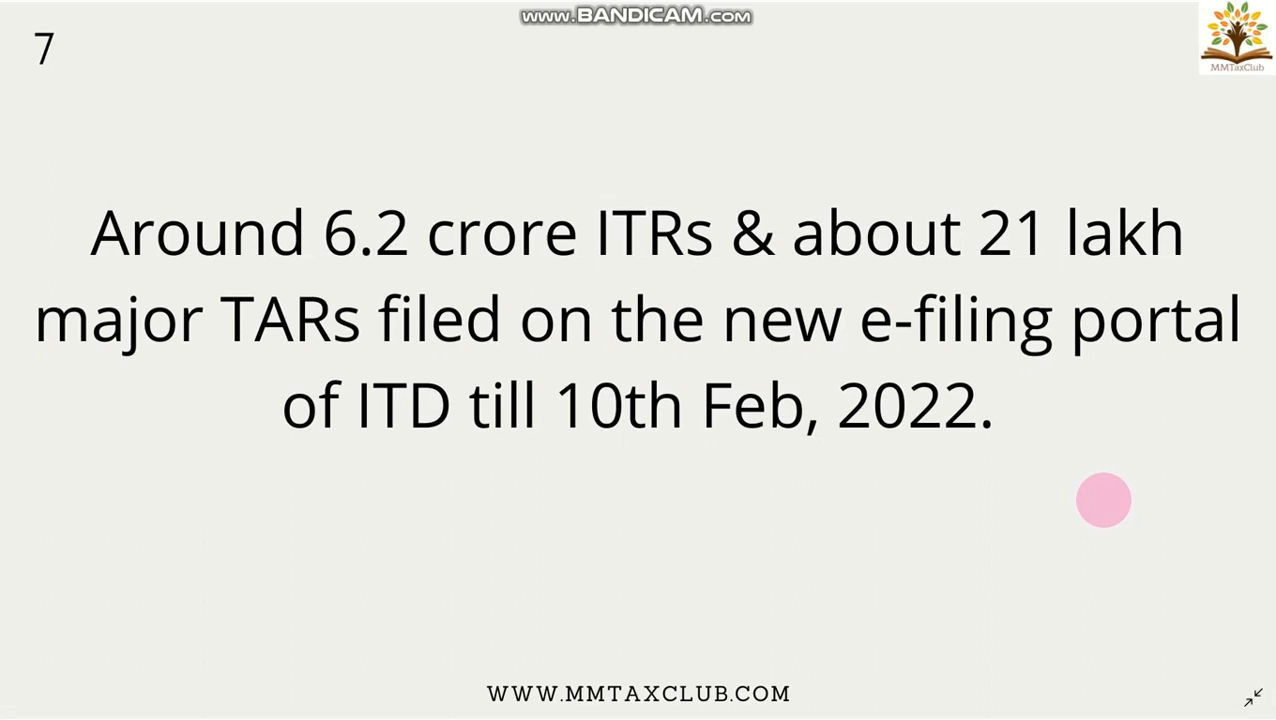 www.BANDICAM.com
7
MMTaxClub
Around 6.2 crore ITRs & about 21 lakh
major TARs filed on the new e-filing portal
of ITD till 10th Feb, 2022.
WWW.MMTAXCLUB.COM